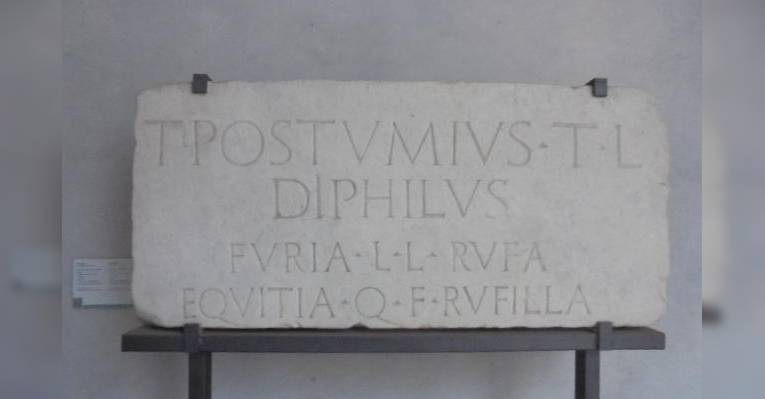 T·POSTVMIVS·T·L
DIPHILVS
FVRIA·L·L·RVFA
EQVITIA·Q·F·RVFILLA